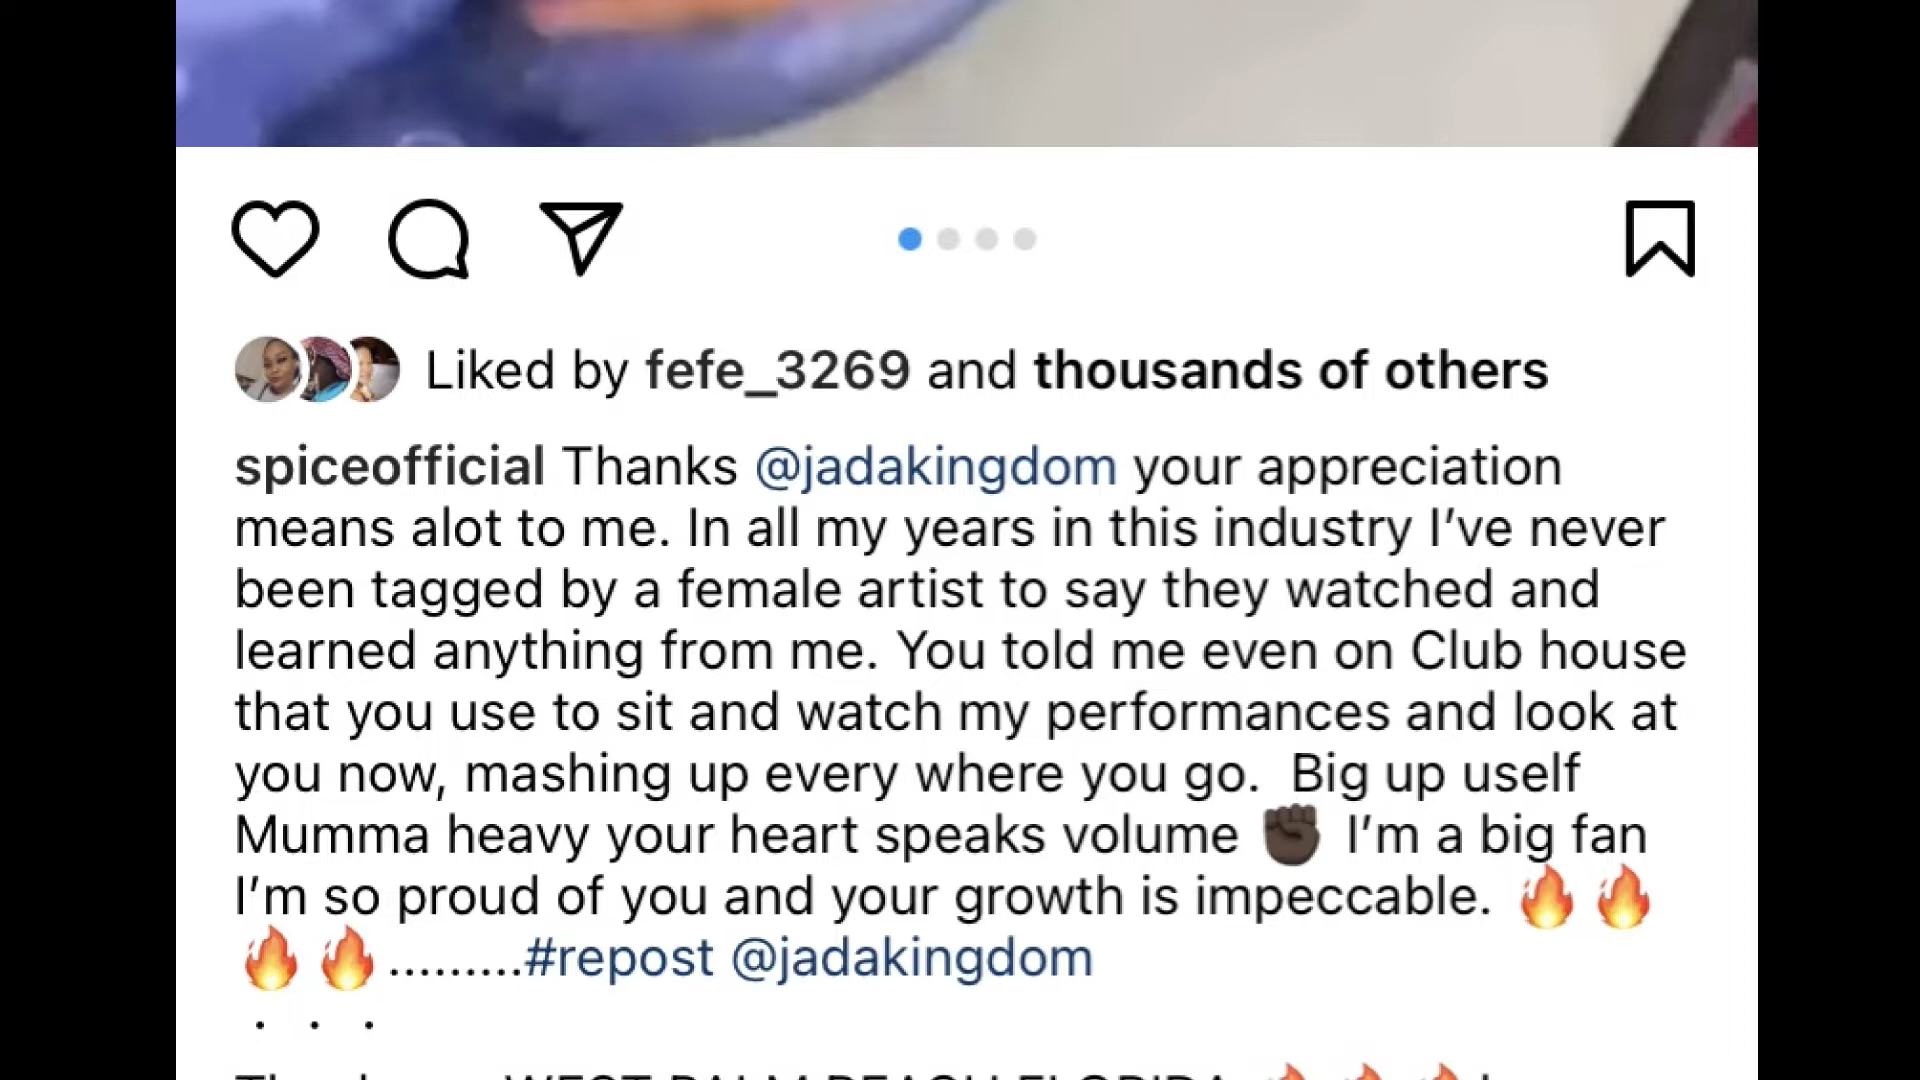 Liked by fefe_3269 and thousands of others
spiceofficial Thanks @jadakingdom your appreciation
means alot to me. In all my years in this industry I’ve never
been tagged by a female artist to say they watched and
learned anything from me. You told me even on Club house
that you use to sit and watch my performances and look at
you now, mashing up every where you go. Big up uself
Mumma heavy your heart speaks volume ✊🏿 I’m a big fan
I’m so proud of you and your growth is impeccable. 🔥🔥
🔥🔥.........#repost @jadakingdom
. . .
WEST PALM BEACH FLORIDA 🔥🔥🔥